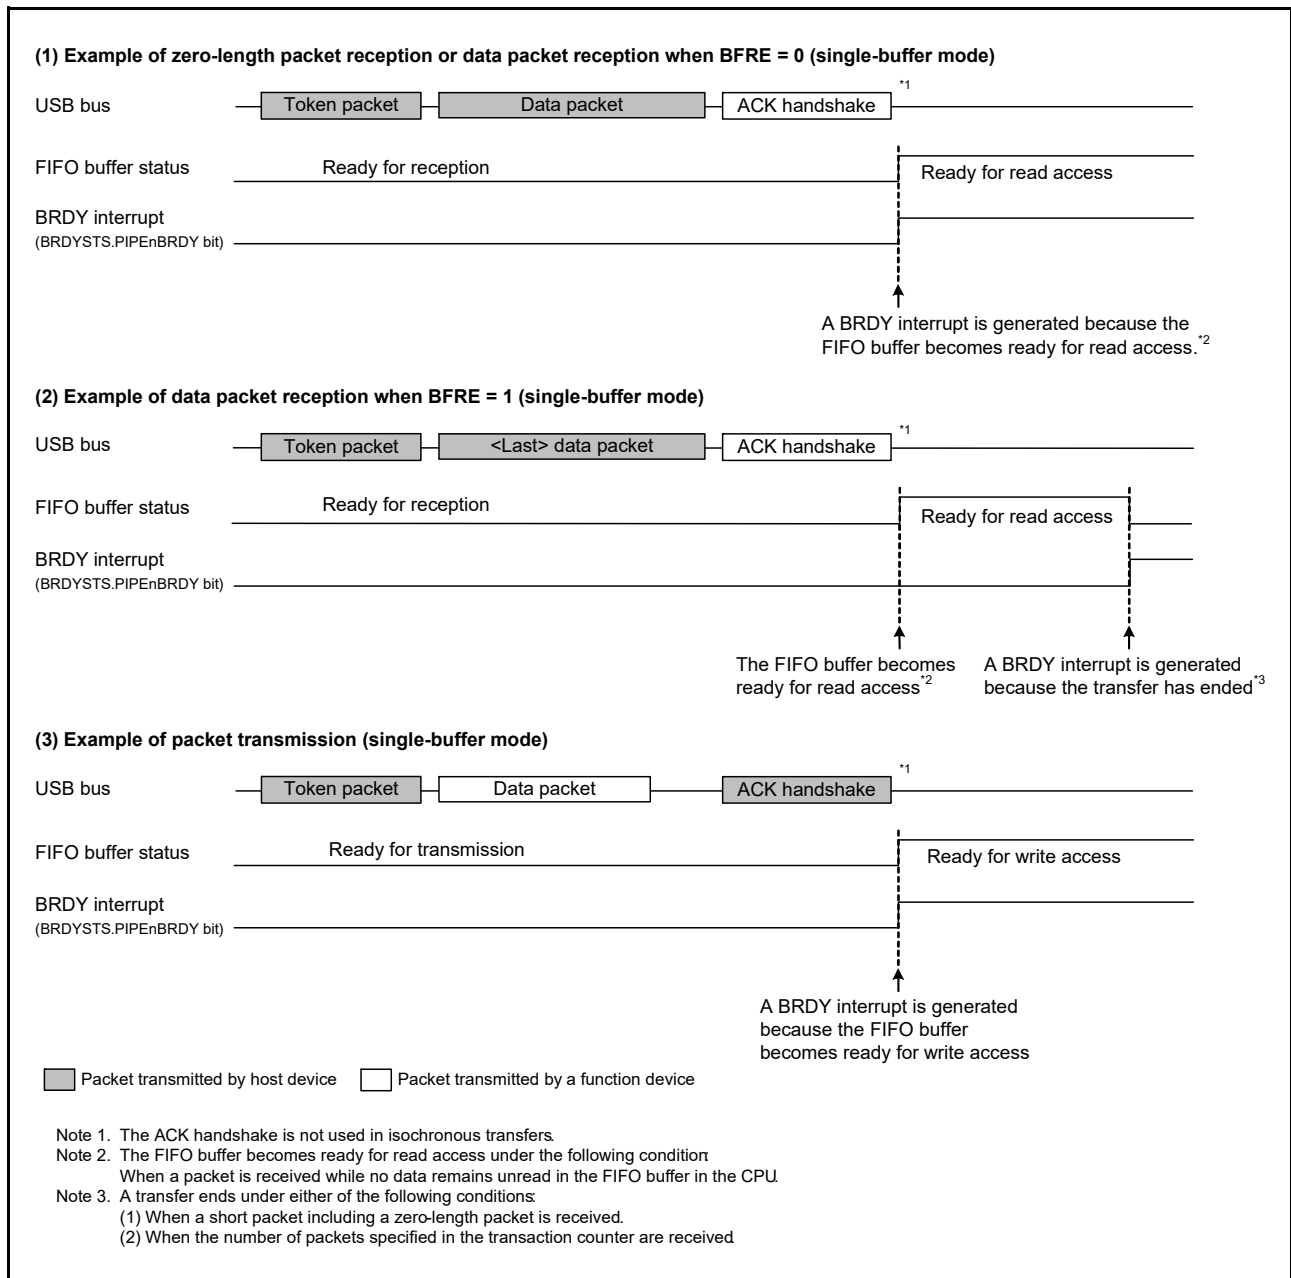 (1) Example of zero-length packet reception or data packet reception when BFRE = 0 (single-buffer mode)
USB bus
Token packet
Data packet
ACK handshake
*1
FIFO buffer status
Ready for reception
Ready for read access
BRDY interrupt
(BRDYSTS.PIPEnBRDY bit)
A BRDY interrupt is generated because the
FIFO buffer becomes ready for read access.*2
(2) Example of data packet reception when BFRE = 1 (single-buffer mode)
USB bus
Token packet
<Last> data packet
ACK handshake
*1
FIFO buffer status
Ready for reception
Ready for read access
BRDY interrupt
(BRDYSTS.PIPEnBRDY bit)
The FIFO buffer becomes
ready for read access*2
A BRDY interrupt is generated
because the transfer has ended*3
(3) Example of packet transmission (single-buffer mode)
USB bus
Token packet
Data packet
ACK handshake
*1
FIFO buffer status
Ready for transmission
Ready for write access
BRDY interrupt
(BRDYSTS.PIPEnBRDY bit)
A BRDY interrupt is generated
because the FIFO buffer
becomes ready for write access
Packet transmitted by host device
Packet transmitted by a function device
Note 1. The ACK handshake is not used in isochronous transfers.
Note 2. The FIFO buffer becomes ready for read access under the following condition:
When a packet is received while no data remains unread in the FIFO buffer in the CPU.
Note 3. A transfer ends under either of the following conditions:
(1) When a short packet including a zero-length packet is received.
(2) When the number of packets specified in the transaction counter are received.